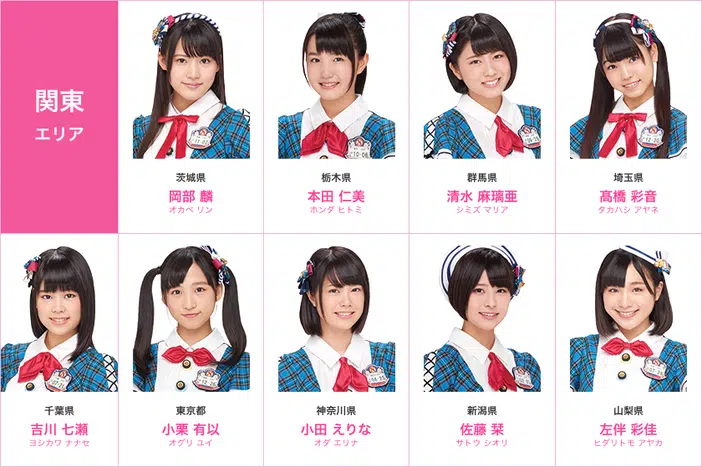 関東
エリア
茨城県
岡部 麟
オカベ リン
栃木県
本田 仁美
ホンダ ヒトミ
群馬県
清水 麻璃亜
シミズ マリア
埼玉県
髙橋 彩音
タカハシ アヤネ
千葉県
吉川 七瀬
ヨシカワ ナナセ
東京都
小栗 有以
オグリ ユイ
神奈川県
小田 えりな
オダ エリナ
新潟県
佐藤 栞
サトウ シオリ
山梨県
左伴 彩佳
ヒダリトモ アヤカ